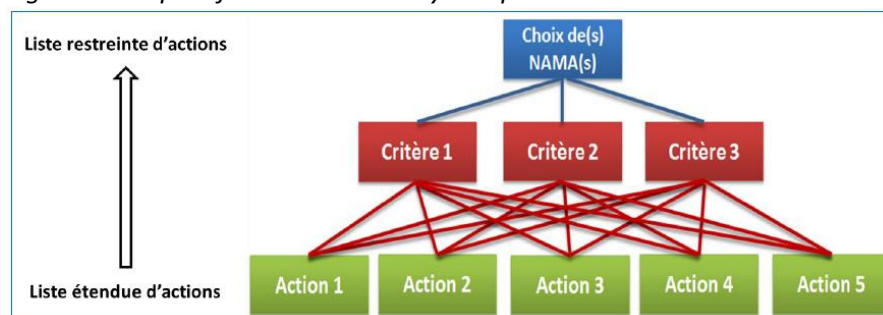 Liste restreinte d'actions
Choix de(s)
NAMA(s)
Critère 1
Critère 2
Critère 3
Liste étendue d'actions
Action 1
Action 2
Action 3
Action 4
Action 5